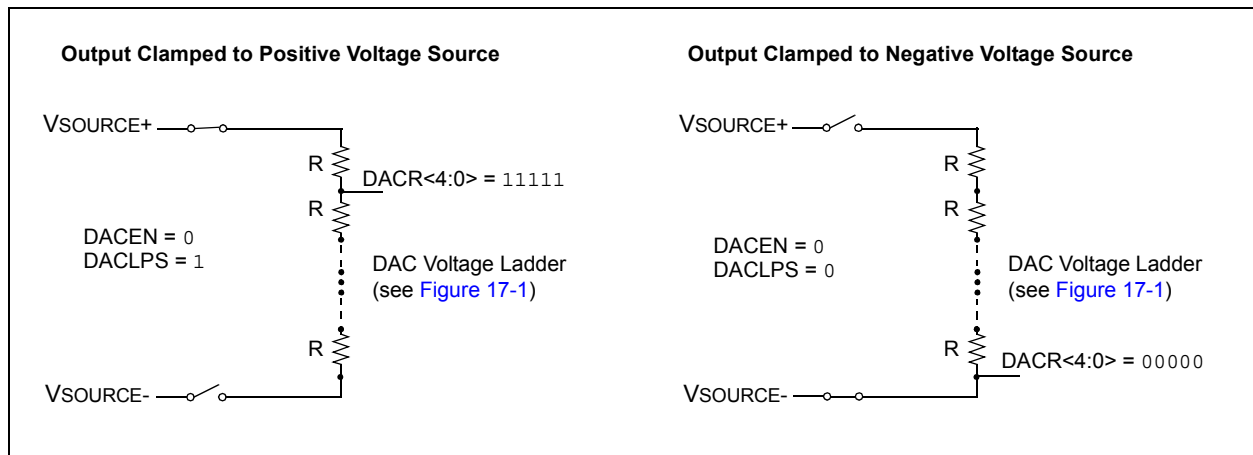 Output Clamped to Positive Voltage Source
VSOURCE+
R
DACR<4:0> = 11111
R
DACEN = 0
DACLPS = 1
DAC Voltage Ladder
(see Figure 17-1)
R
VSOURCE-
Output Clamped to Negative Voltage Source
VSOURCE+
R
R
DACEN = 0
DACLPS = 0
DAC Voltage Ladder
(see Figure 17-1)
R
DACR<4:0> = 00000
VSOURCE-